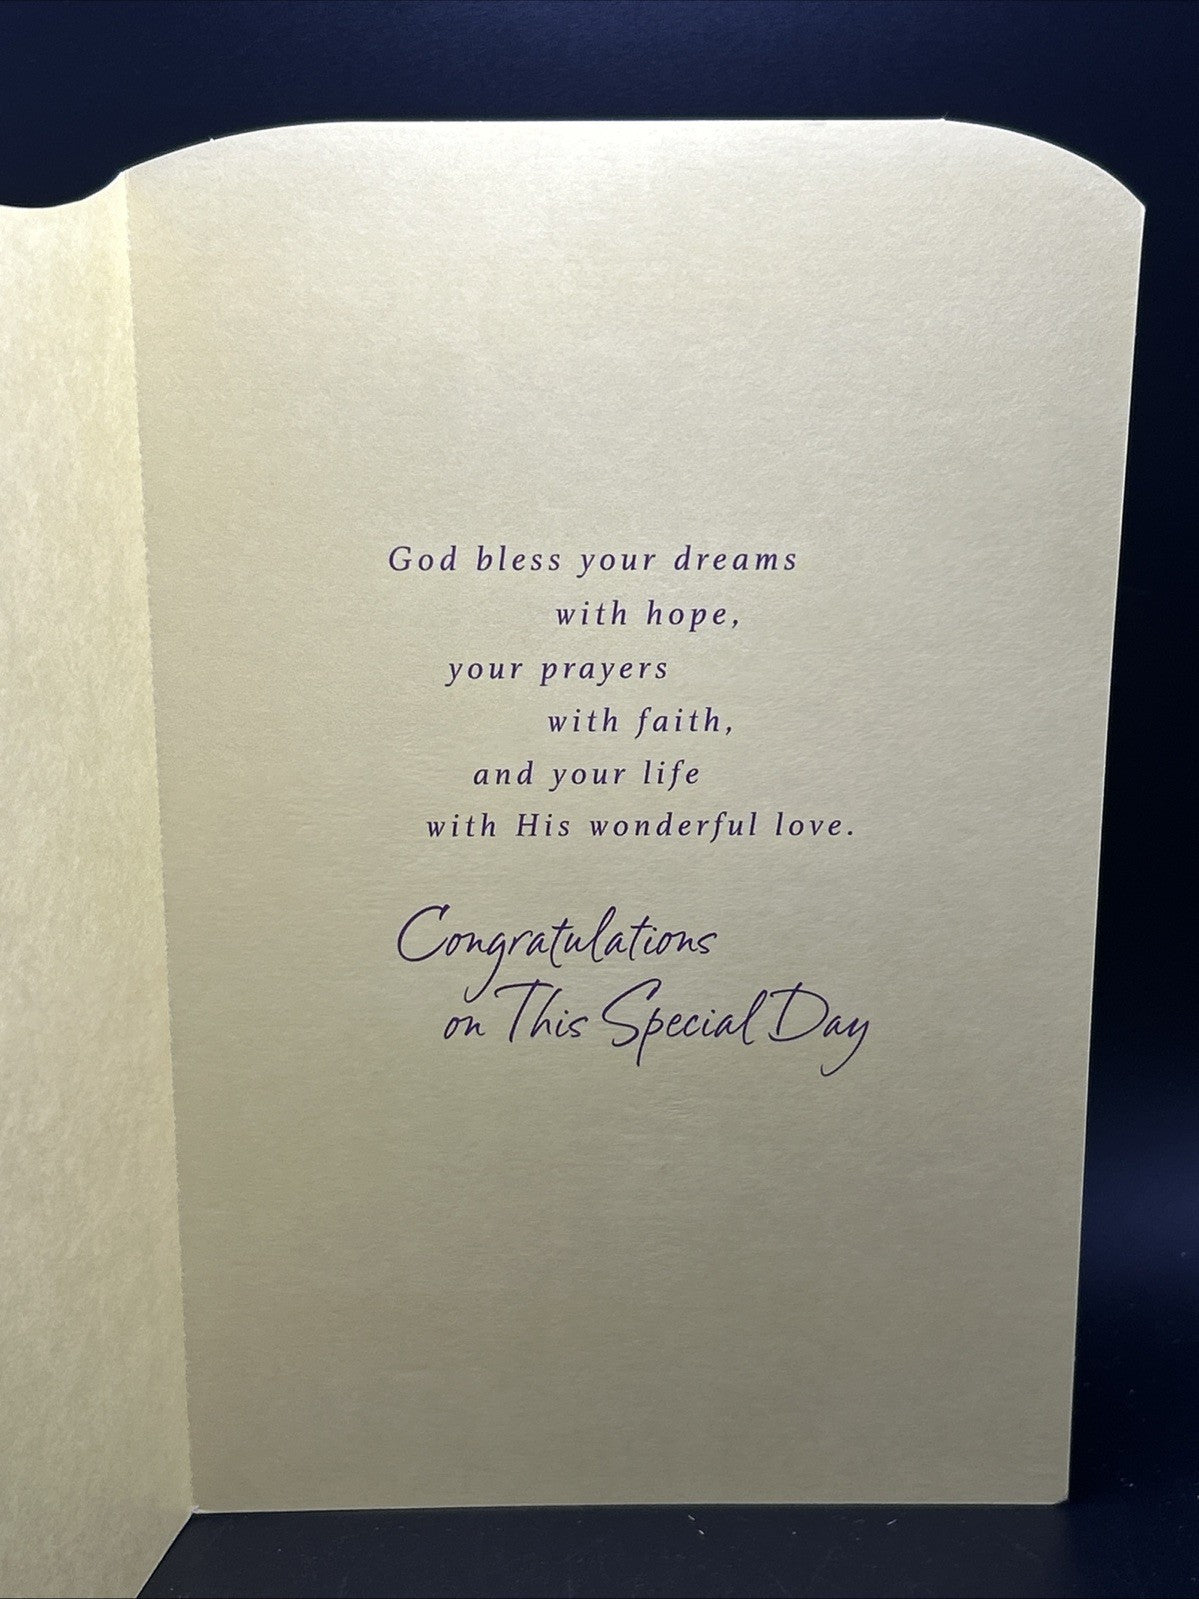 God bless your dreams
with hope,
your prayers
with faith,
and your life
with His wonderful love.
Congratulations
on This Special Day